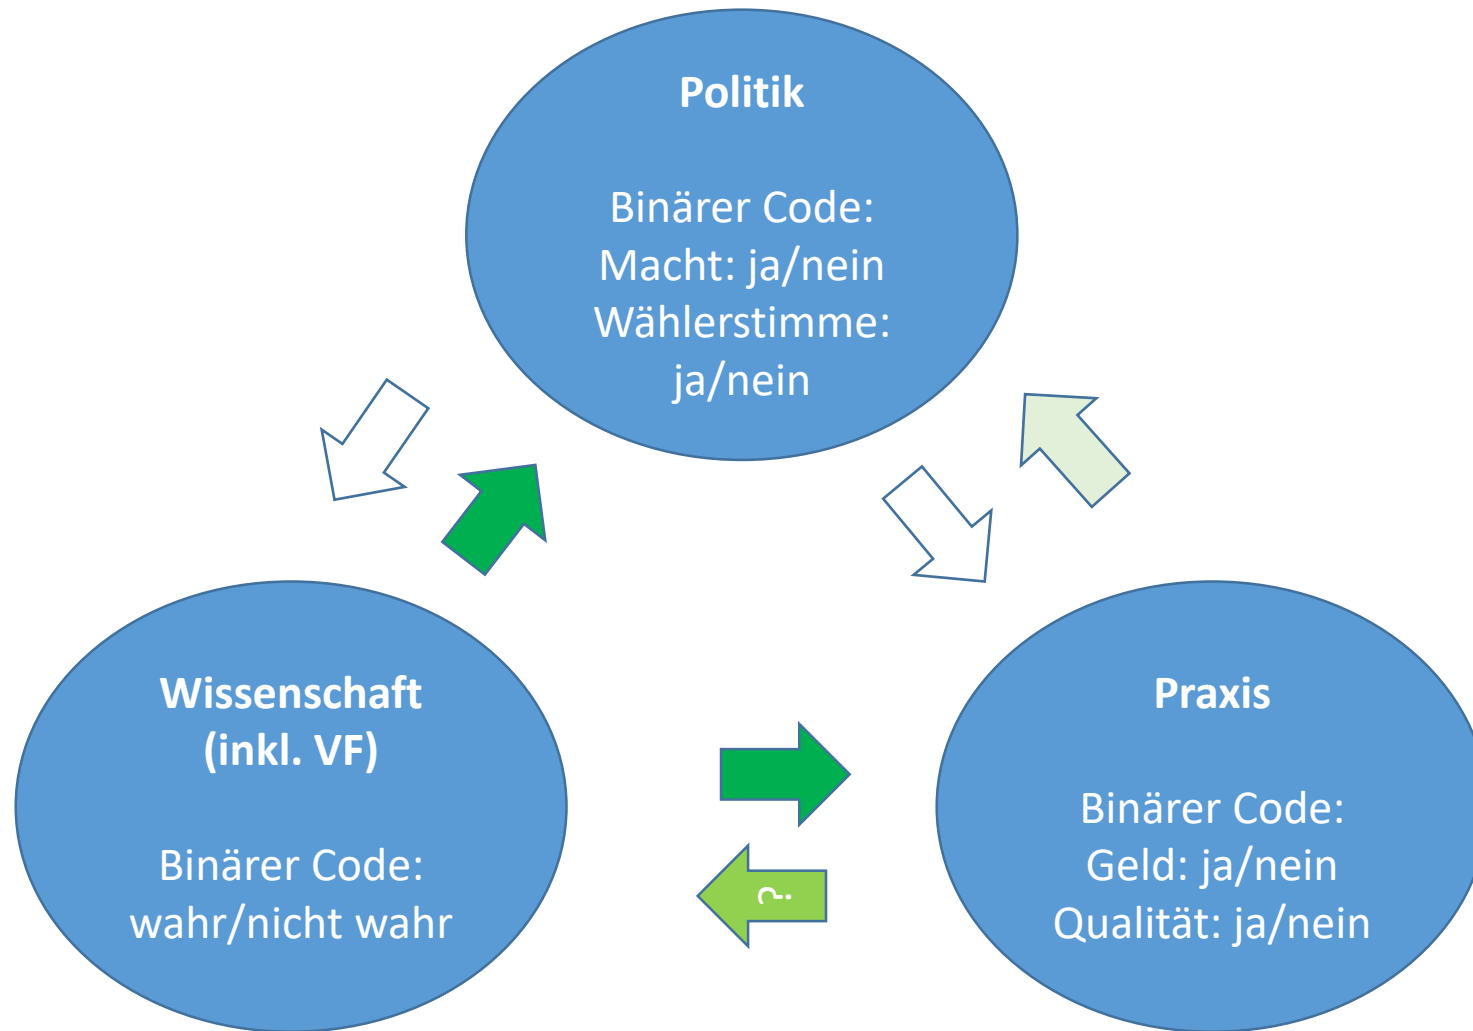 Politik
Binärer Code:
Macht: ja/nein
Wählerstimme:
ja/nein
Wissenschaft
(inkl. VF)
Binärer Code:
wahr/nicht wahr
Praxis
Binärer Code:
Geld: ja/nein
Qualität: ja/nein
?